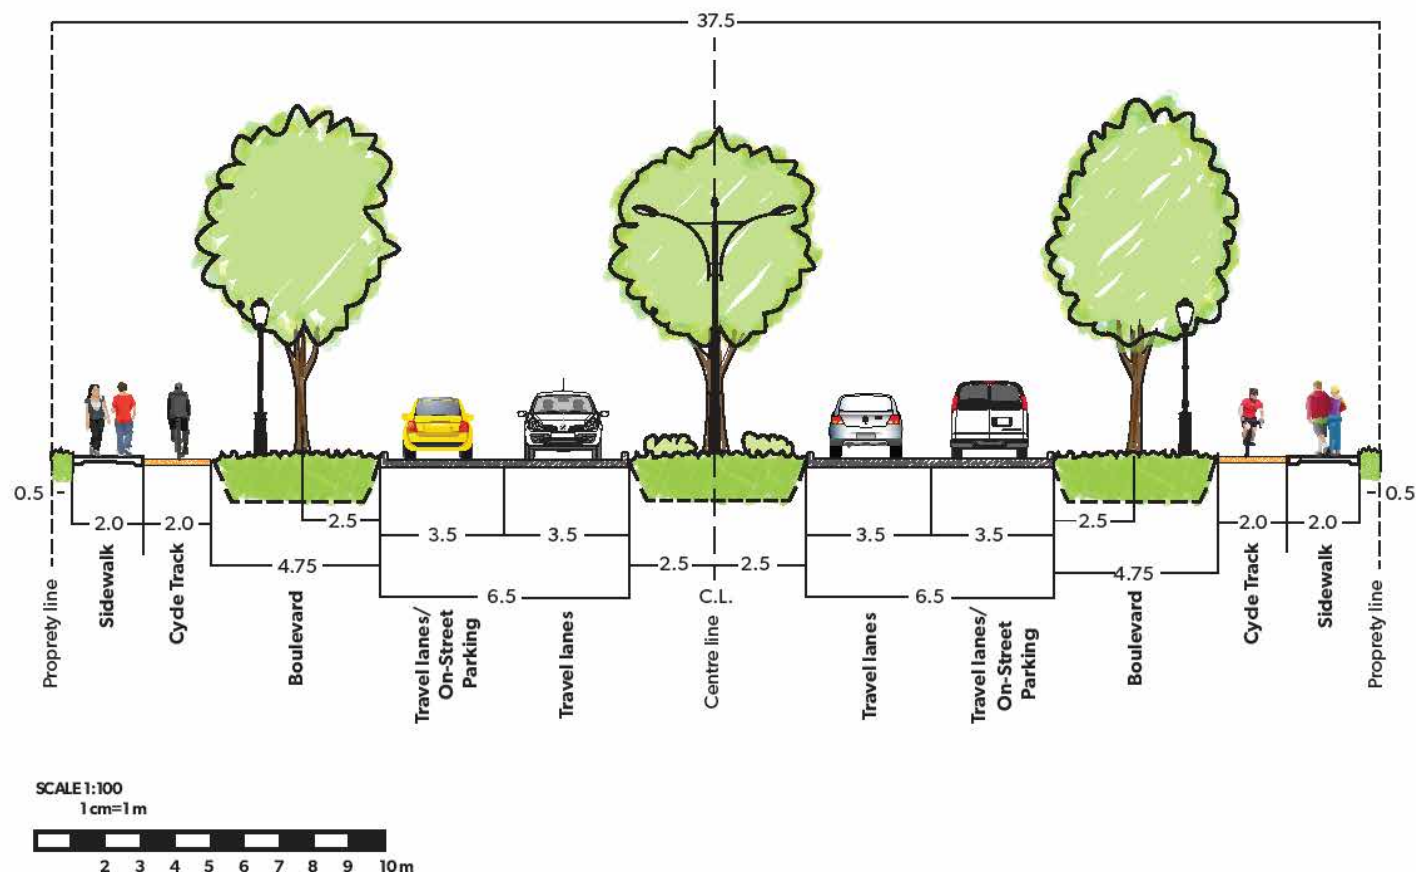 37.5
0.5
2.0
2.0
2.5
3.5
3.5
2.5
2.5
3.5
3.5
2.5
2.0
2.0
0.5
4.75
6.5
C.L.
6.5
4.75
Proprety line
Sidewalk
Cycle Track
Boulevard
Travel lanes/
On-Street
Parking
Travel lanes
Centre line
Travel lanes
Travel lanes/
On-Street
Parking
Boulevard
Cycle Track
Sidewalk
Proprety line
SCALE 1:100
1 cm=1 m
2 3 4 5 6 7 8 9 10 m